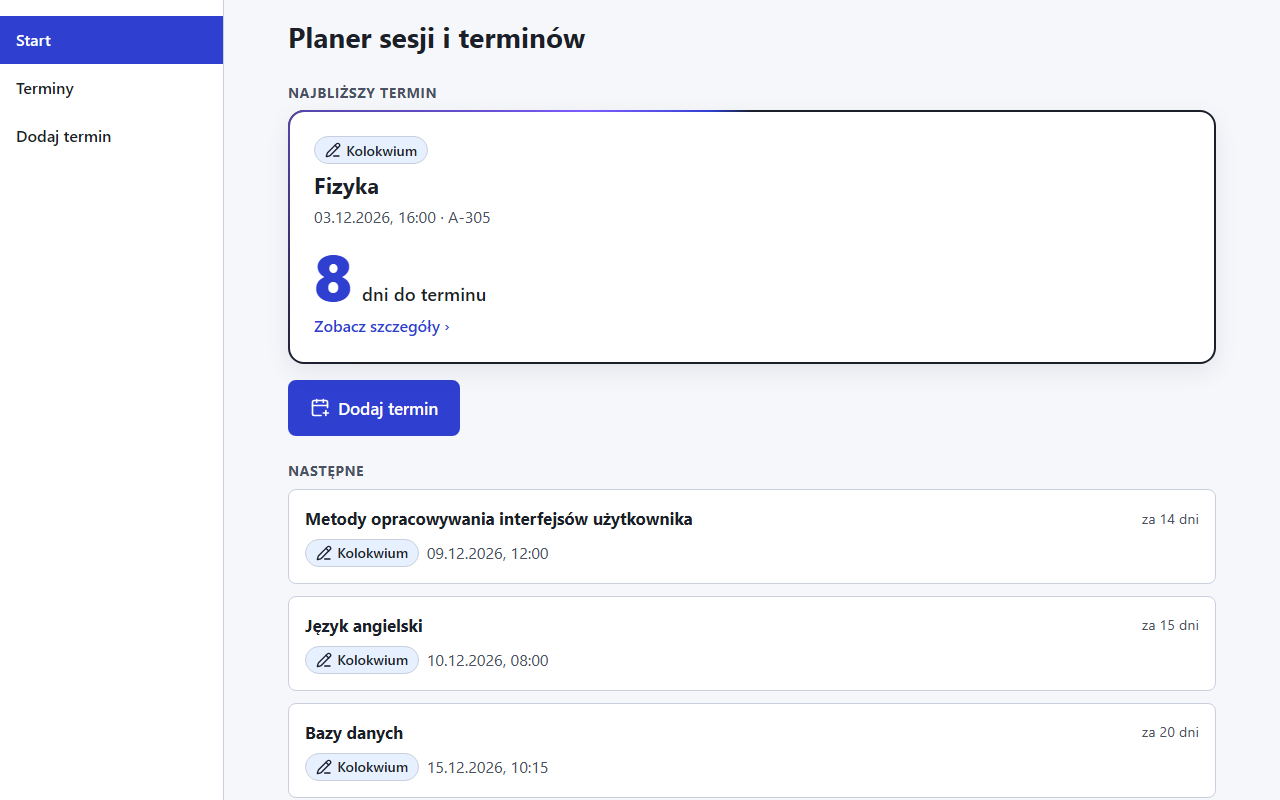 Start
Terminy
Dodaj termin
Planer sesji i terminów
NAJBLIŻSZY TERMIN
Kolokwium
Fizyka
03.12.2026, 16:00 · A-305
8 dni do terminu
Zobacz szczegóły ›
Dodaj termin
NASTĘPNE
Metody opracowywania interfejsów użytkownika za 14 dni
Kolokwium 09.12.2026, 12:00
Język angielski za 15 dni
Kolokwium 10.12.2026, 08:00
Bazy danych za 20 dni
Kolokwium 15.12.2026, 10:15